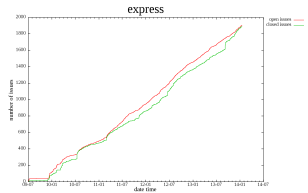 express
open issues
closed issues
number of issues
2000
1800
1600
1400
1200
1000
800
600
400
200
0
09-07 10-01 10-07 11-01 11-07 12-01 12-07 13-01 13-07 14-01 14-07
date time